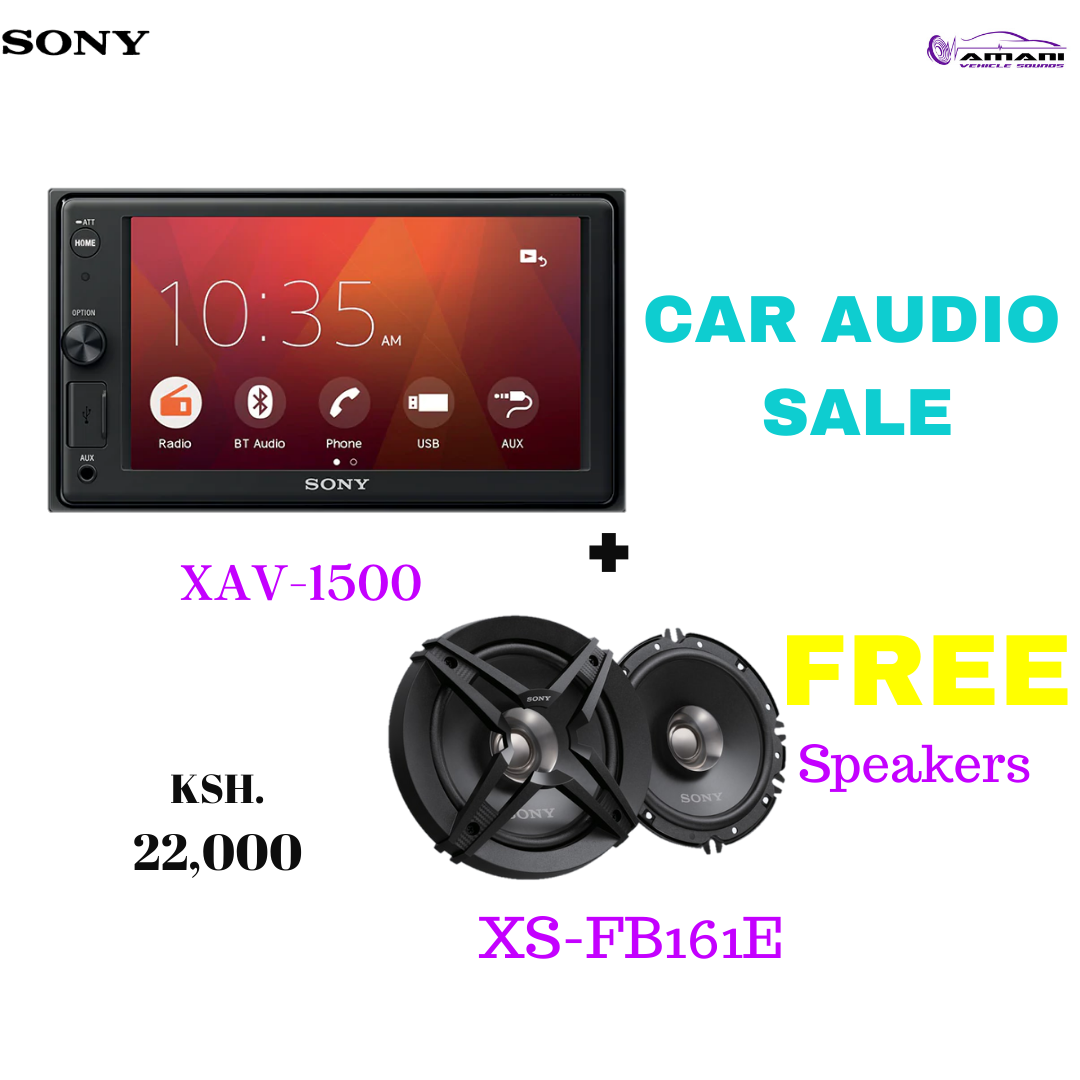 SONY
AMANI
VEHICLE SOUNDS
ATT
HOME
OPTION
AUX
10:35 AM
Radio
BT Audio
Phone
USB
AUX
SONY
CAR AUDIO
SALE
XAV-1500
FREE
Speakers
SONY
SONY
SONY
KSH.
22,000
XS-FB161E